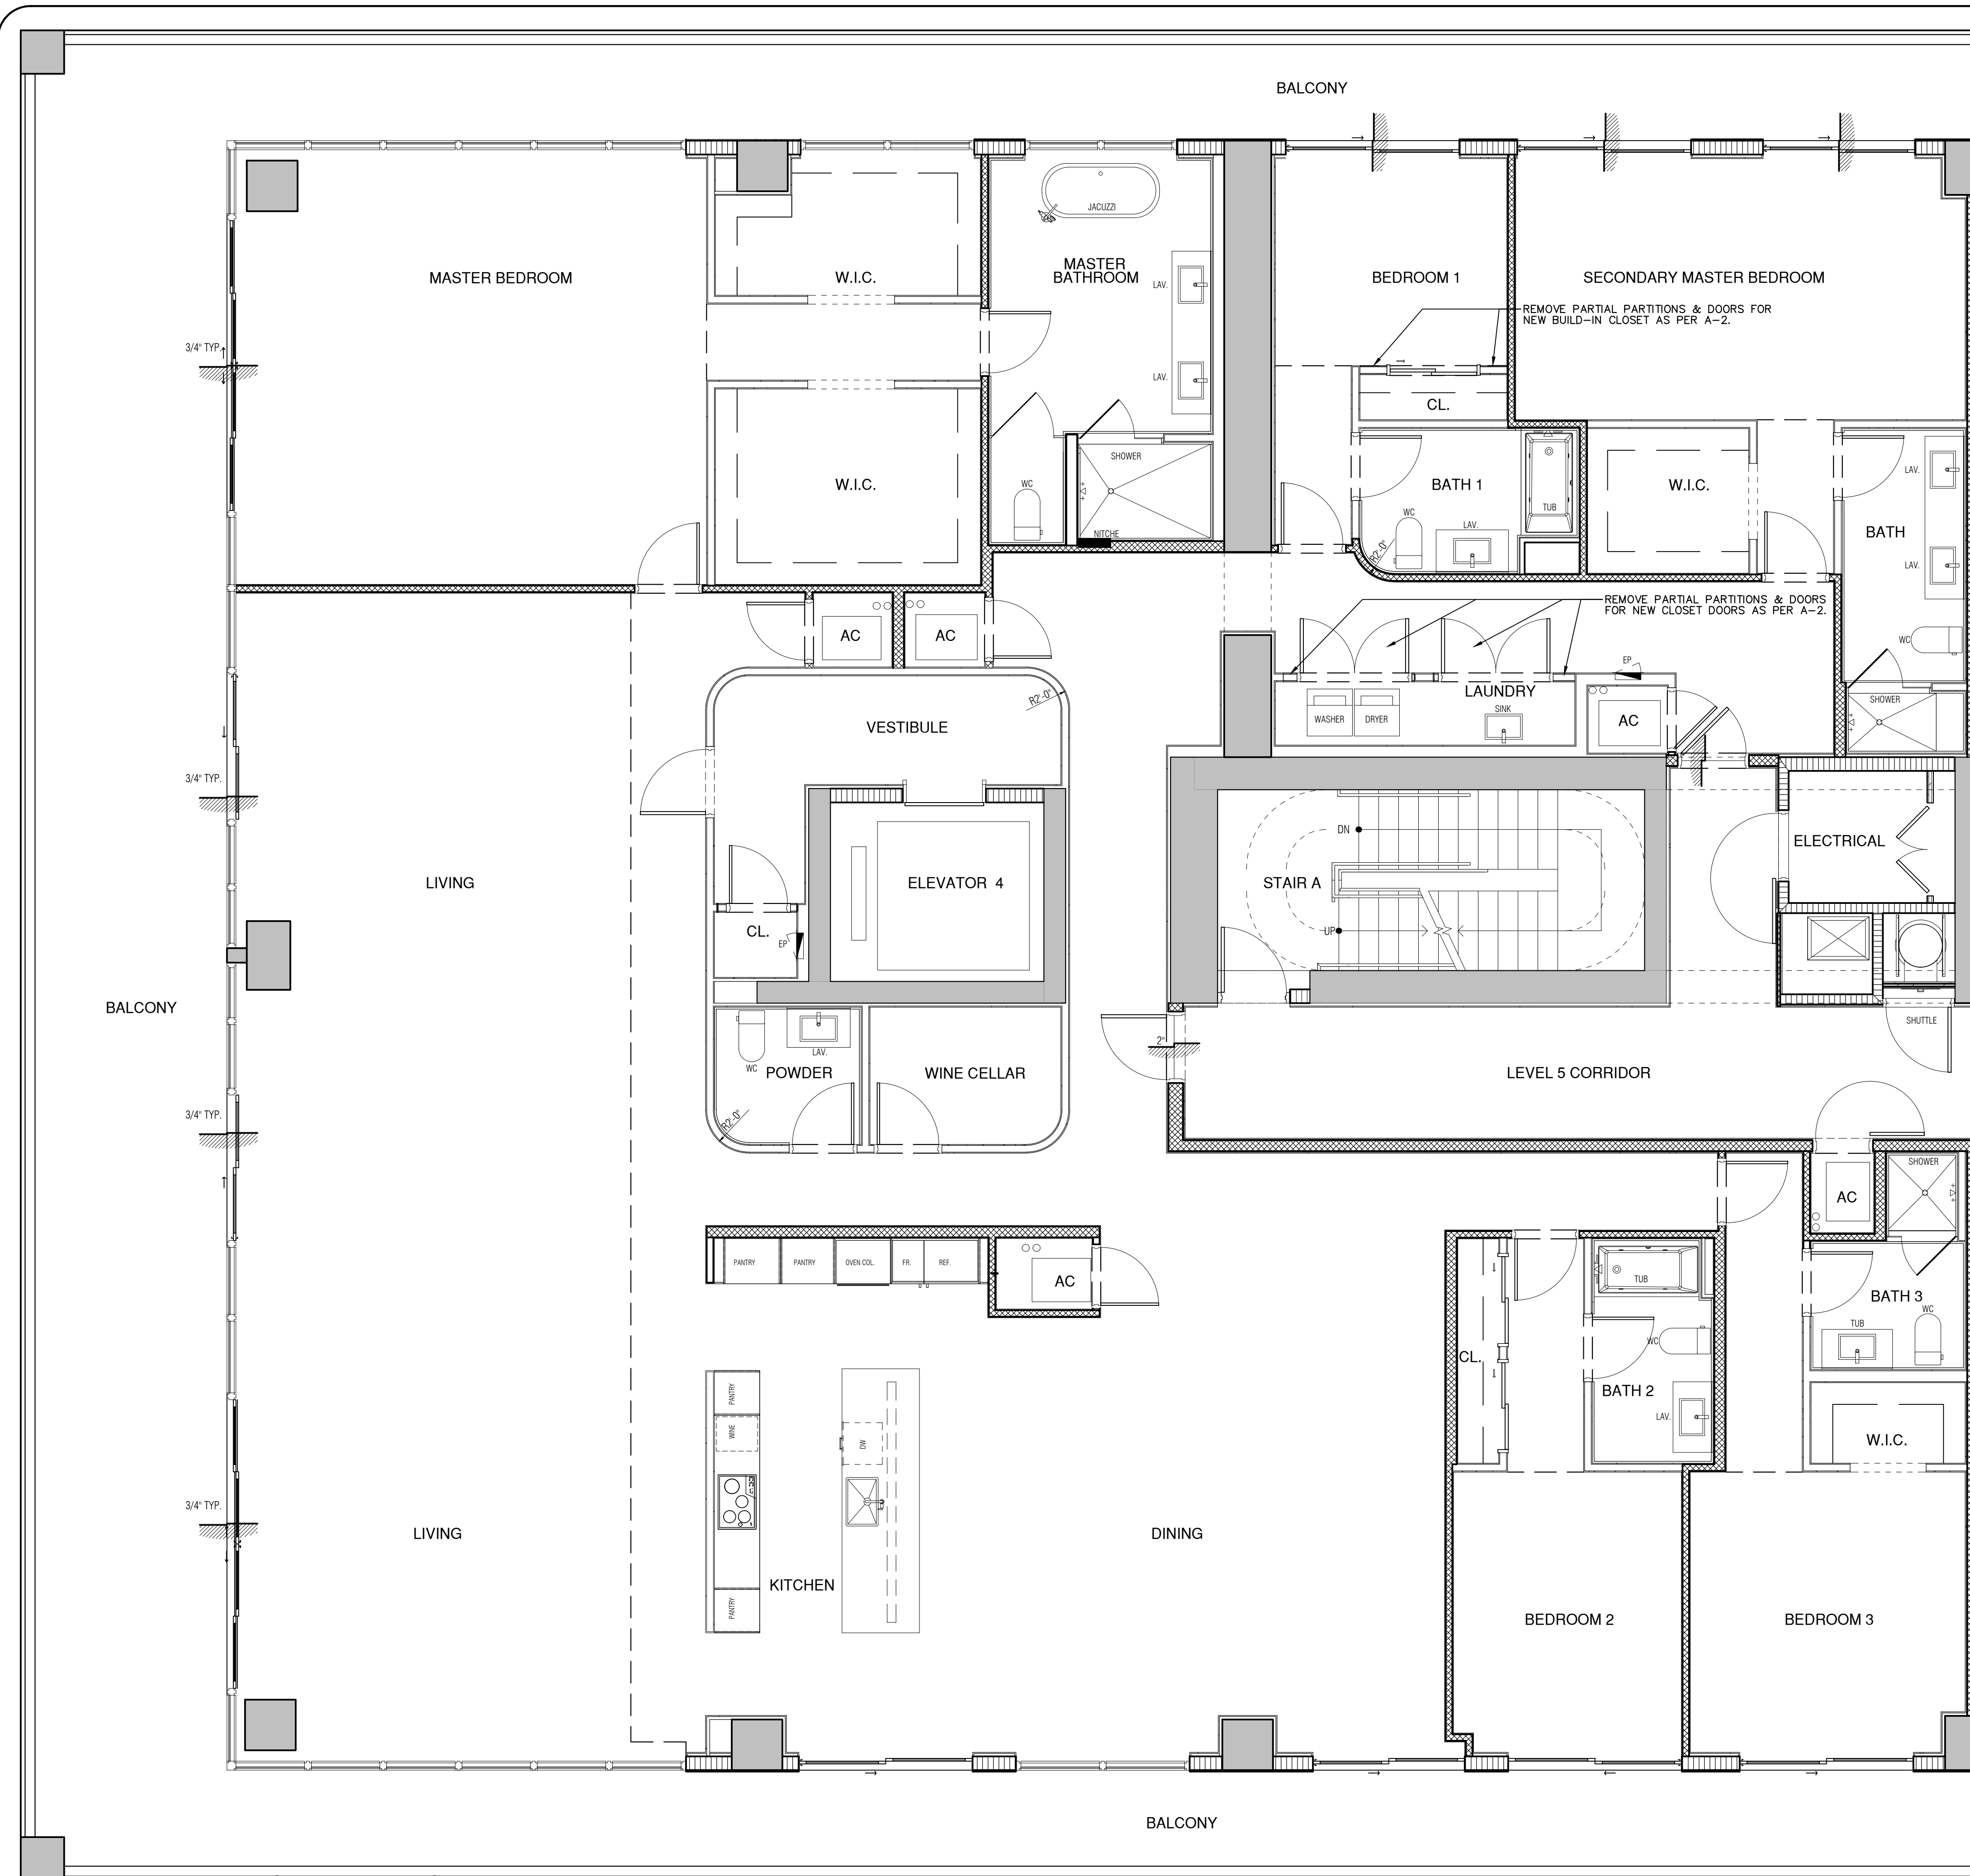 BALCONY
JACUZZI
MASTER BEDROOM
W.I.C.
MASTER
BATHROOM
LAV.
BEDROOM 1
SECONDARY MASTER BEDROOM
REMOVE PARTIAL PARTITIONS & DOORS FOR
NEW BUILD-IN CLOSET AS PER A-2.
3/4" TYP.
LAV.
CL.
SHOWER
LAV.
W.I.C.
WC
BATH 1
W.I.C.
TUB
WC
LAV.
BATH
NITCHE
R2'-0"
LAV.
REMOVE PARTIAL PARTITIONS & DOORS
FOR NEW CLOSET DOORS AS PER A-2.
AC
AC
WC
EP
R2'-0"
LAUNDRY
SHOWER
VESTIBULE
WASHER
DRYER
SINK
AC
3/4" TYP.
DN
ELECTRICAL
LIVING
ELEVATOR 4
STAIR A
CL.
EP
UP
BALCONY
SHUTTLE
2"
LAV.
WC
POWDER
WINE CELLAR
LEVEL 5 CORRIDOR
3/4" TYP.
R2'-0"
SHOWER
AC
PANTRY
PANTRY
OVEN COL.
FR.
REF.
AC
TUB
BATH 3
WC
TUB
WC
CL.
PANTRY
BATH 2
LAV.
WINE
DW
W.I.C.
3/4" TYP.
LIVING
DINING
KITCHEN
PANTRY
BEDROOM 2
BEDROOM 3
BALCONY